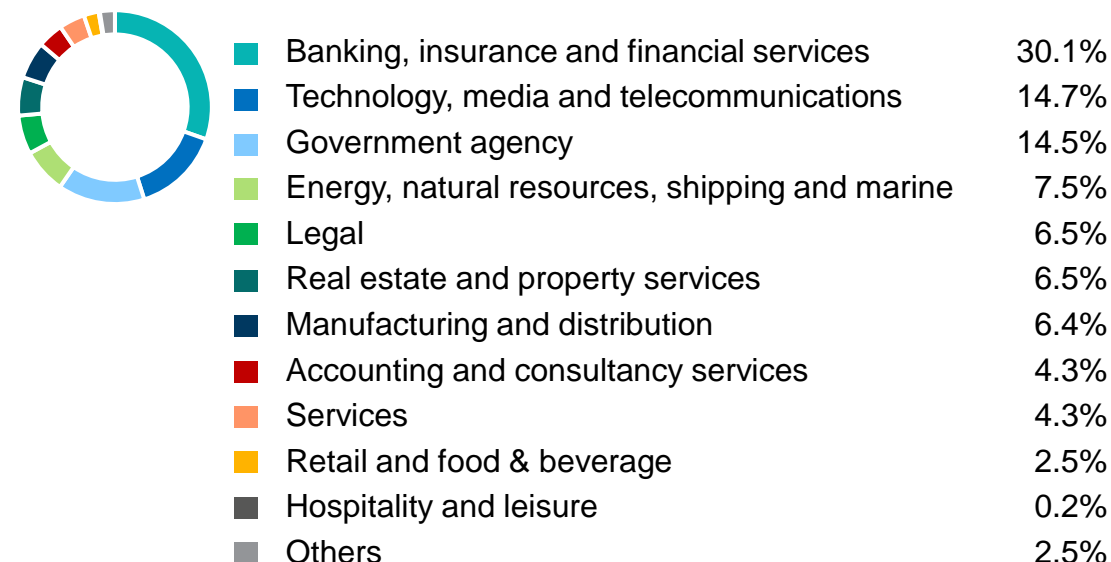 Banking, insurance and financial services 30.1%
Technology, media and telecommunications 14.7%
Government agency 14.5%
Energy, natural resources, shipping and marine 7.5%
Legal 6.5%
Real estate and property services 6.5%
Manufacturing and distribution 6.4%
Accounting and consultancy services 4.3%
Services 4.3%
Retail and food & beverage 2.5%
Hospitality and leisure 0.2%
Others 2.5%